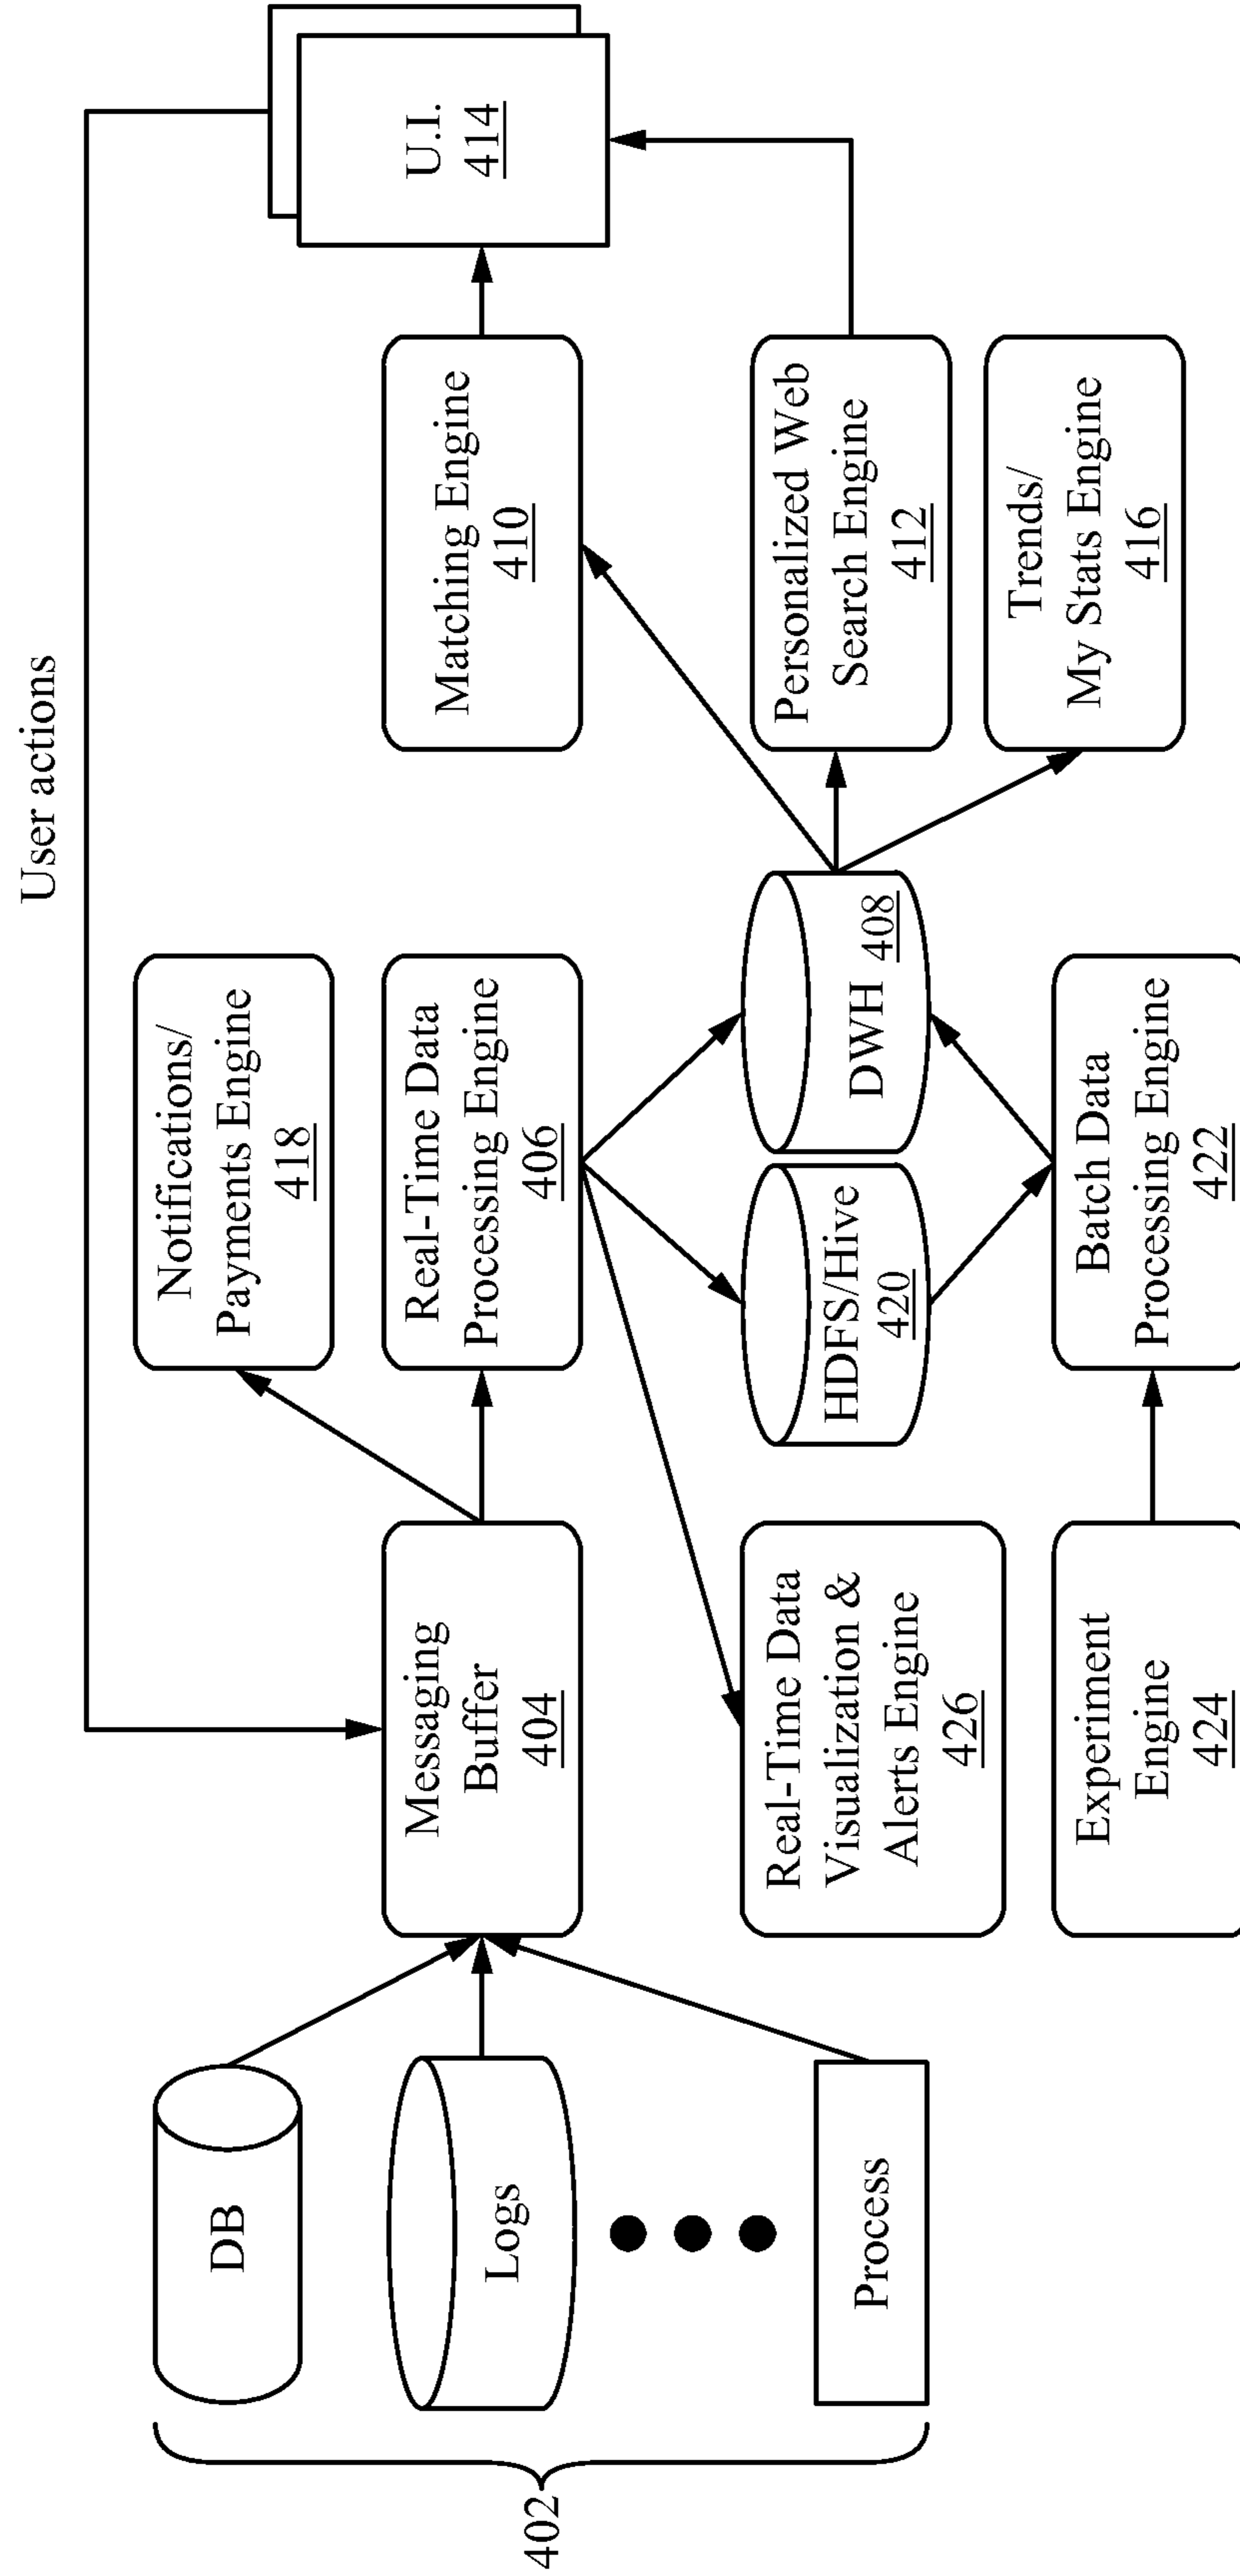 User actions
DB
Logs
Process
402
Messaging
Buffer
404
Notifications/
Payments Engine
418
Real-Time Data
Processing Engine
406
Matching Engine
410
U.I.
414
Real-Time Data
Visualization &
Alerts Engine
426
HDFS/Hive
420
DWH 408
Personalized Web
Search Engine
412
Trends/
My Stats Engine
416
Experiment
Engine
424
Batch Data
Processing Engine
422